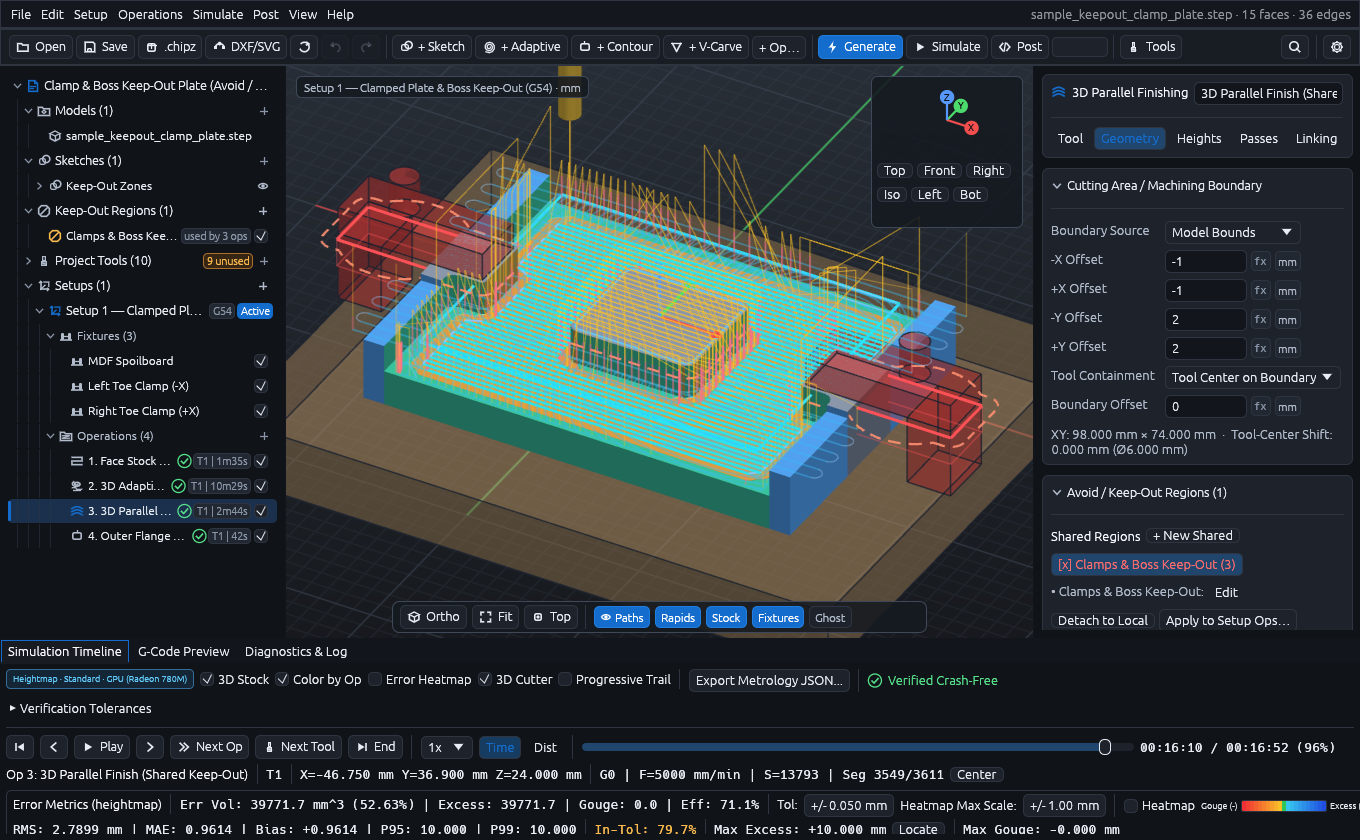 File Edit Setup Operations Simulate Post View Help
sample_keepout_clamp_plate.step · 15 faces · 36 edges
Open Save .chipz DXF/SVG + Sketch + Adaptive + Contour + V-Carve + Op… Generate Simulate Post Tools
Clamp & Boss Keep-Out Plate (Avoid / …
Models (1) +
sample_keepout_clamp_plate.step
Sketches (1) +
Keep-Out Zones
Keep-Out Regions (1) +
Clamps & Boss Kee… used by 3 ops
Project Tools (10) 9 unused +
Setups (1) +
Setup 1 — Clamped Pl… G54 Active
Fixtures (3)
MDF Spoilboard
Left Toe Clamp (-X)
Right Toe Clamp (+X)
Operations (4) +
1. Face Stock … T1 | 1m35s
2. 3D Adapti… T1 | 10m29s
3. 3D Parallel … T1 | 2m44s
4. Outer Flange … T1 | 42s
Setup 1 — Clamped Plate & Boss Keep-Out (G54) · mm
Z
Y
X
Top Front Right
Iso Left Bot
Ortho Fit Top Paths Rapids Stock Fixtures Ghost
3D Parallel Finishing 3D Parallel Finish (Share
Tool Geometry Heights Passes Linking
Cutting Area / Machining Boundary
Boundary Source Model Bounds
-X Offset -1 fx mm
+X Offset -1 fx mm
-Y Offset 2 fx mm
+Y Offset 2 fx mm
Tool Containment Tool Center on Boundary
Boundary Offset 0 fx mm
XY: 98.000 mm × 74.000 mm · Tool-Center Shift:
0.000 mm (Ø6.000 mm)
Avoid / Keep-Out Regions (1)
Shared Regions + New Shared
[x] Clamps & Boss Keep-Out (3)
• Clamps & Boss Keep-Out: Edit
Detach to Local Apply to Setup Ops…
Simulation Timeline G-Code Preview Diagnostics & Log
Heightmap · Standard · GPU (Radeon 780M) 3D Stock Color by Op Error Heatmap 3D Cutter Progressive Trail Export Metrology JSON… Verified Crash-Free
Verification Tolerances
Play Next Op Next Tool End 1x Time Dist 00:16:10 / 00:16:52 (96%)
Op 3: 3D Parallel Finish (Shared Keep-Out) T1 X=-46.750 mm Y=36.900 mm Z=24.000 mm G0 | F=5000 mm/min | S=13793 | Seg 3549/3611 Center
Error Metrics (heightmap) Err Vol: 39771.7 mm^3 (52.63%) | Excess: 39771.7 | Gouge: 0.0 | Eff: 71.1% Tol: +/-0.050 mm Heatmap Max Scale: +/-1.00 mm Heatmap Gouge (-) Excess
RMS: 2.7899 mm | MAE: 0.9614 | Bias: +0.9614 | P95: 10.000 | P99: 10.000 In-Tol: 79.7% Max Excess: +10.000 mm Locate Max Gouge: -0.000 mm